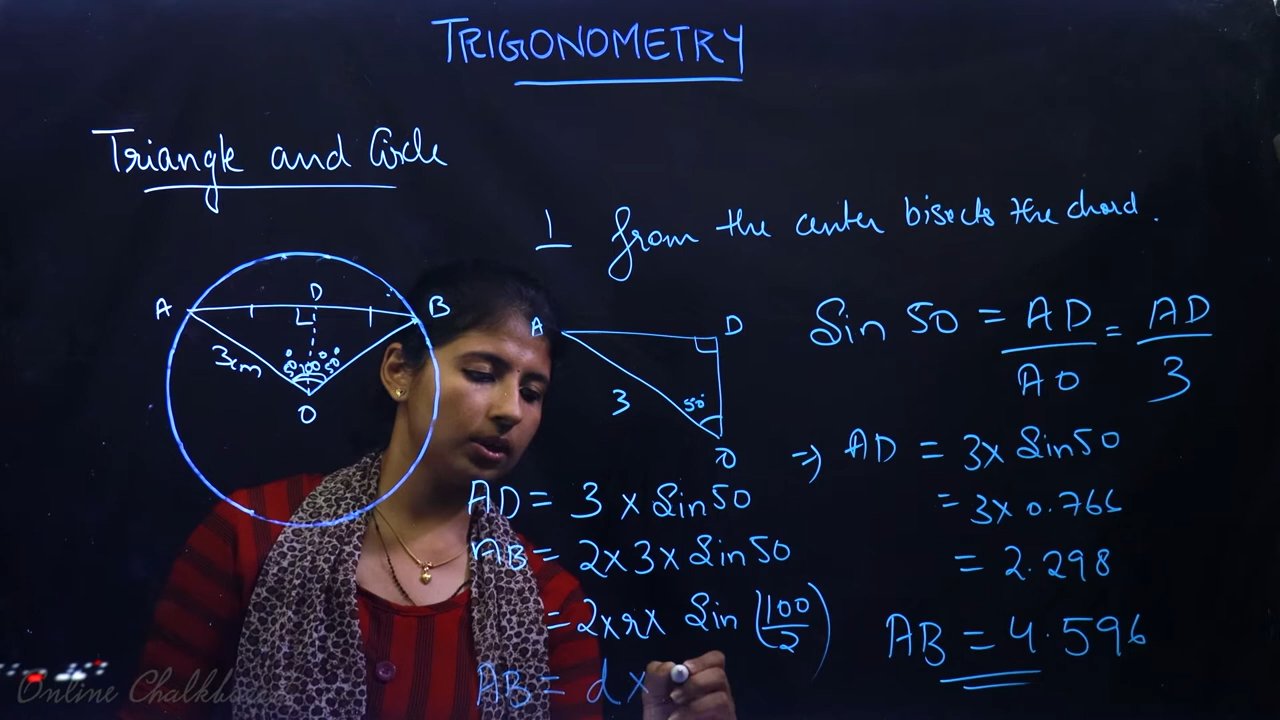 TRIGONOMETRY
Triangle and Circle
⊥ from the center bisects the chord.
A D B
3cm 50° 100° 50°
O
A D
3 50°
O
Sin 50 = AD/AO = AD/3
⇒ AD = 3x Sin50
= 3x 0.766
= 2.298
AB = 4.596
AD = 3 x Sin50
AB = 2x3x Sin50
= 2xrx Sin (100/2)
AB = d x
Online Chalkboard